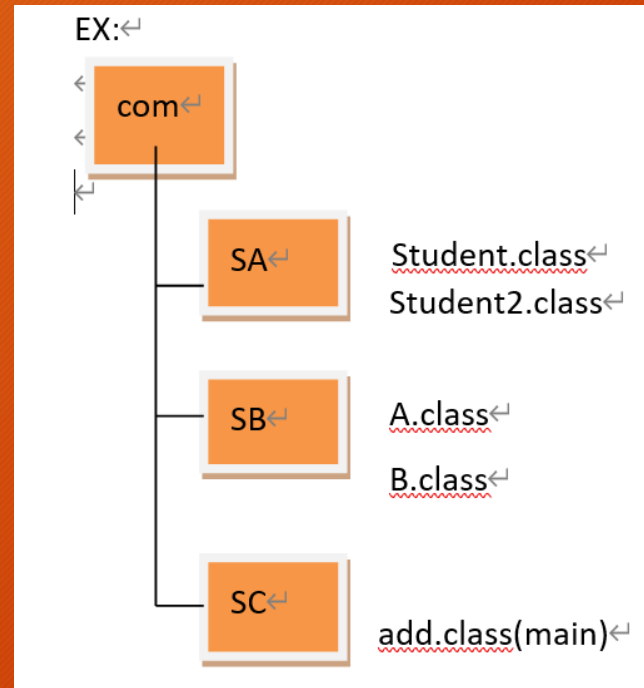 EX:
com
SA
Student.class
Student2.class
SB
A.class
B.class
SC
add.class(main)